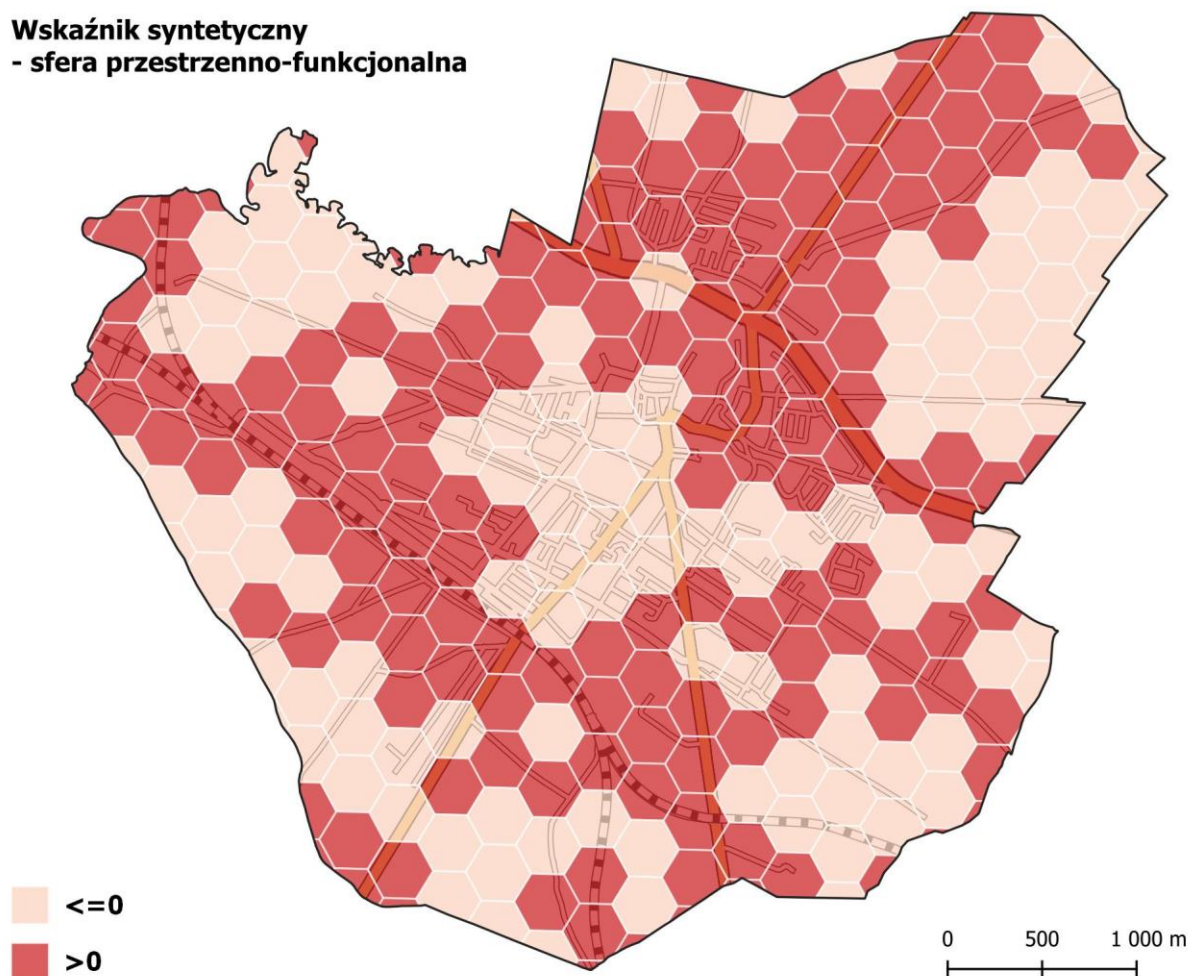 Wskaźnik syntetyczny
- sfera przestrzenno-funkcjonalna
<=0
>0
0 500 1 000 m